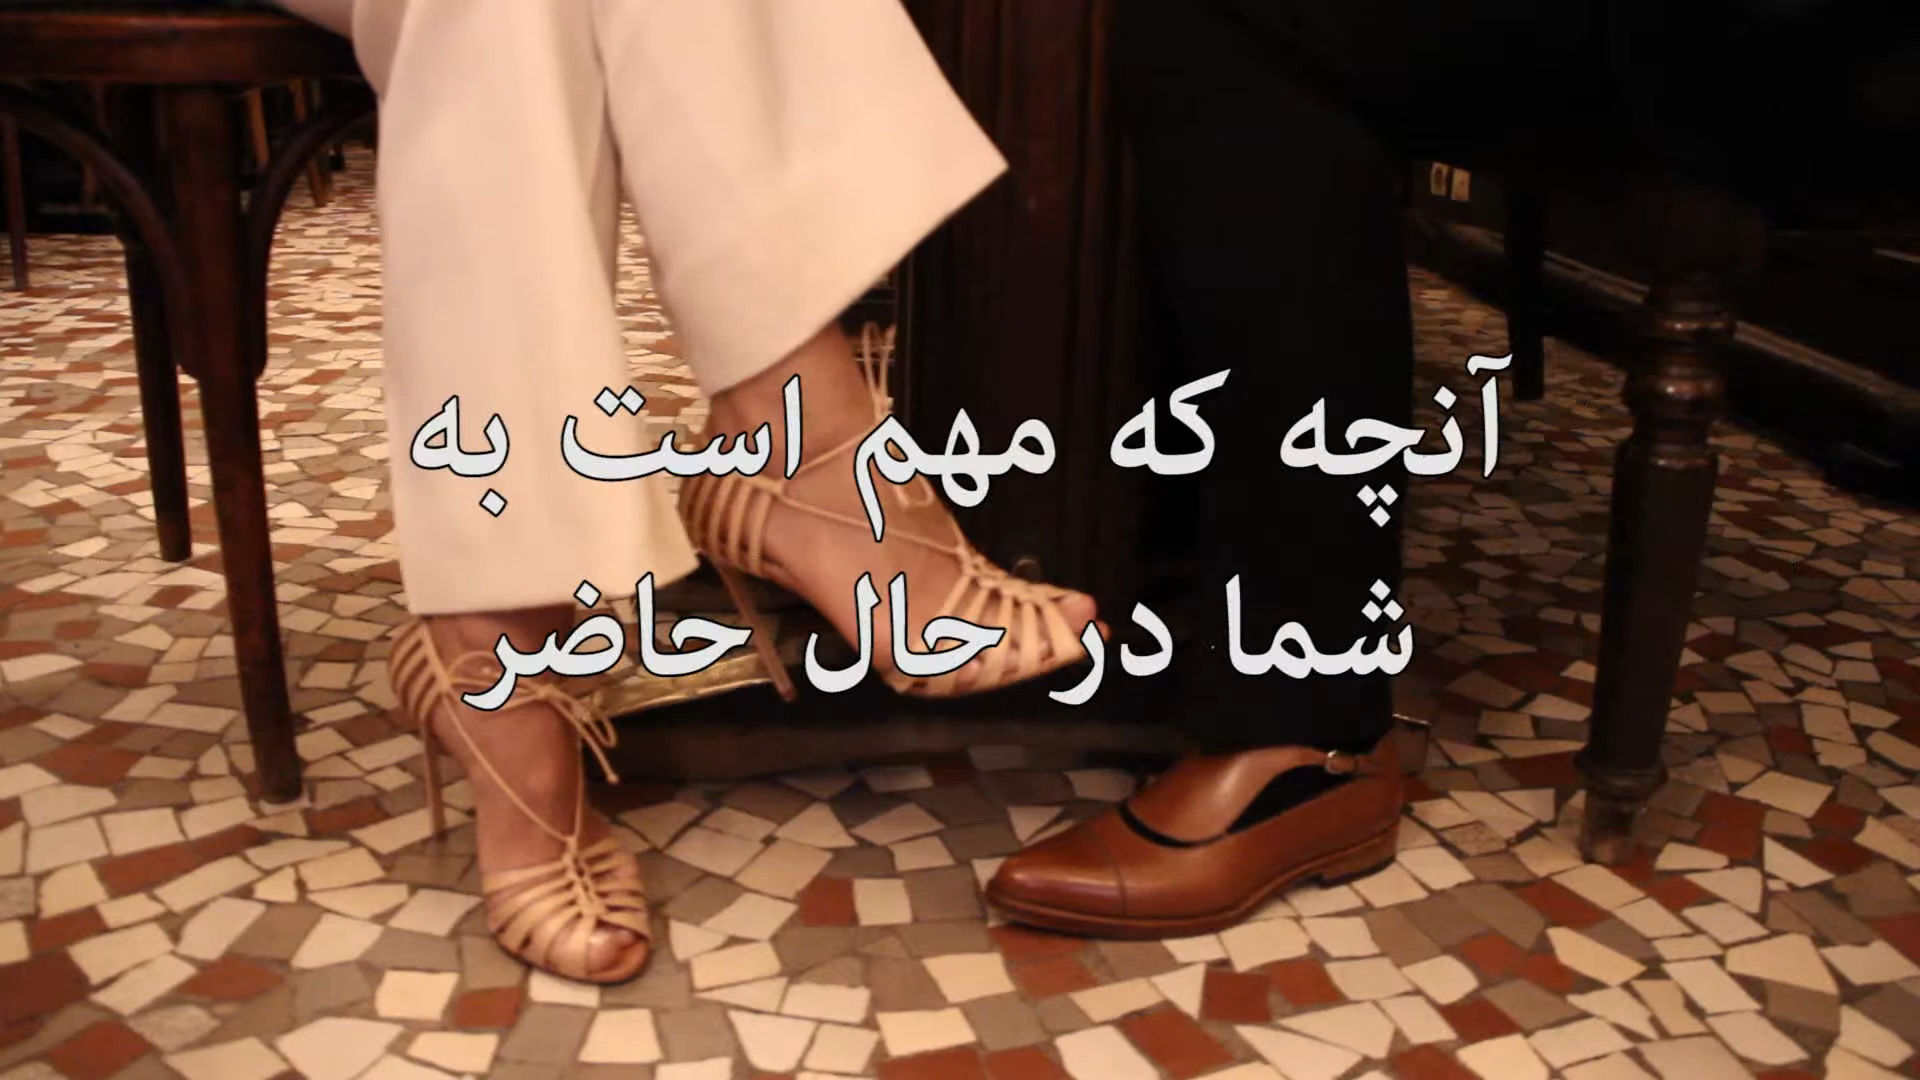 آنچه که مهم است به
شما در حال حاضر